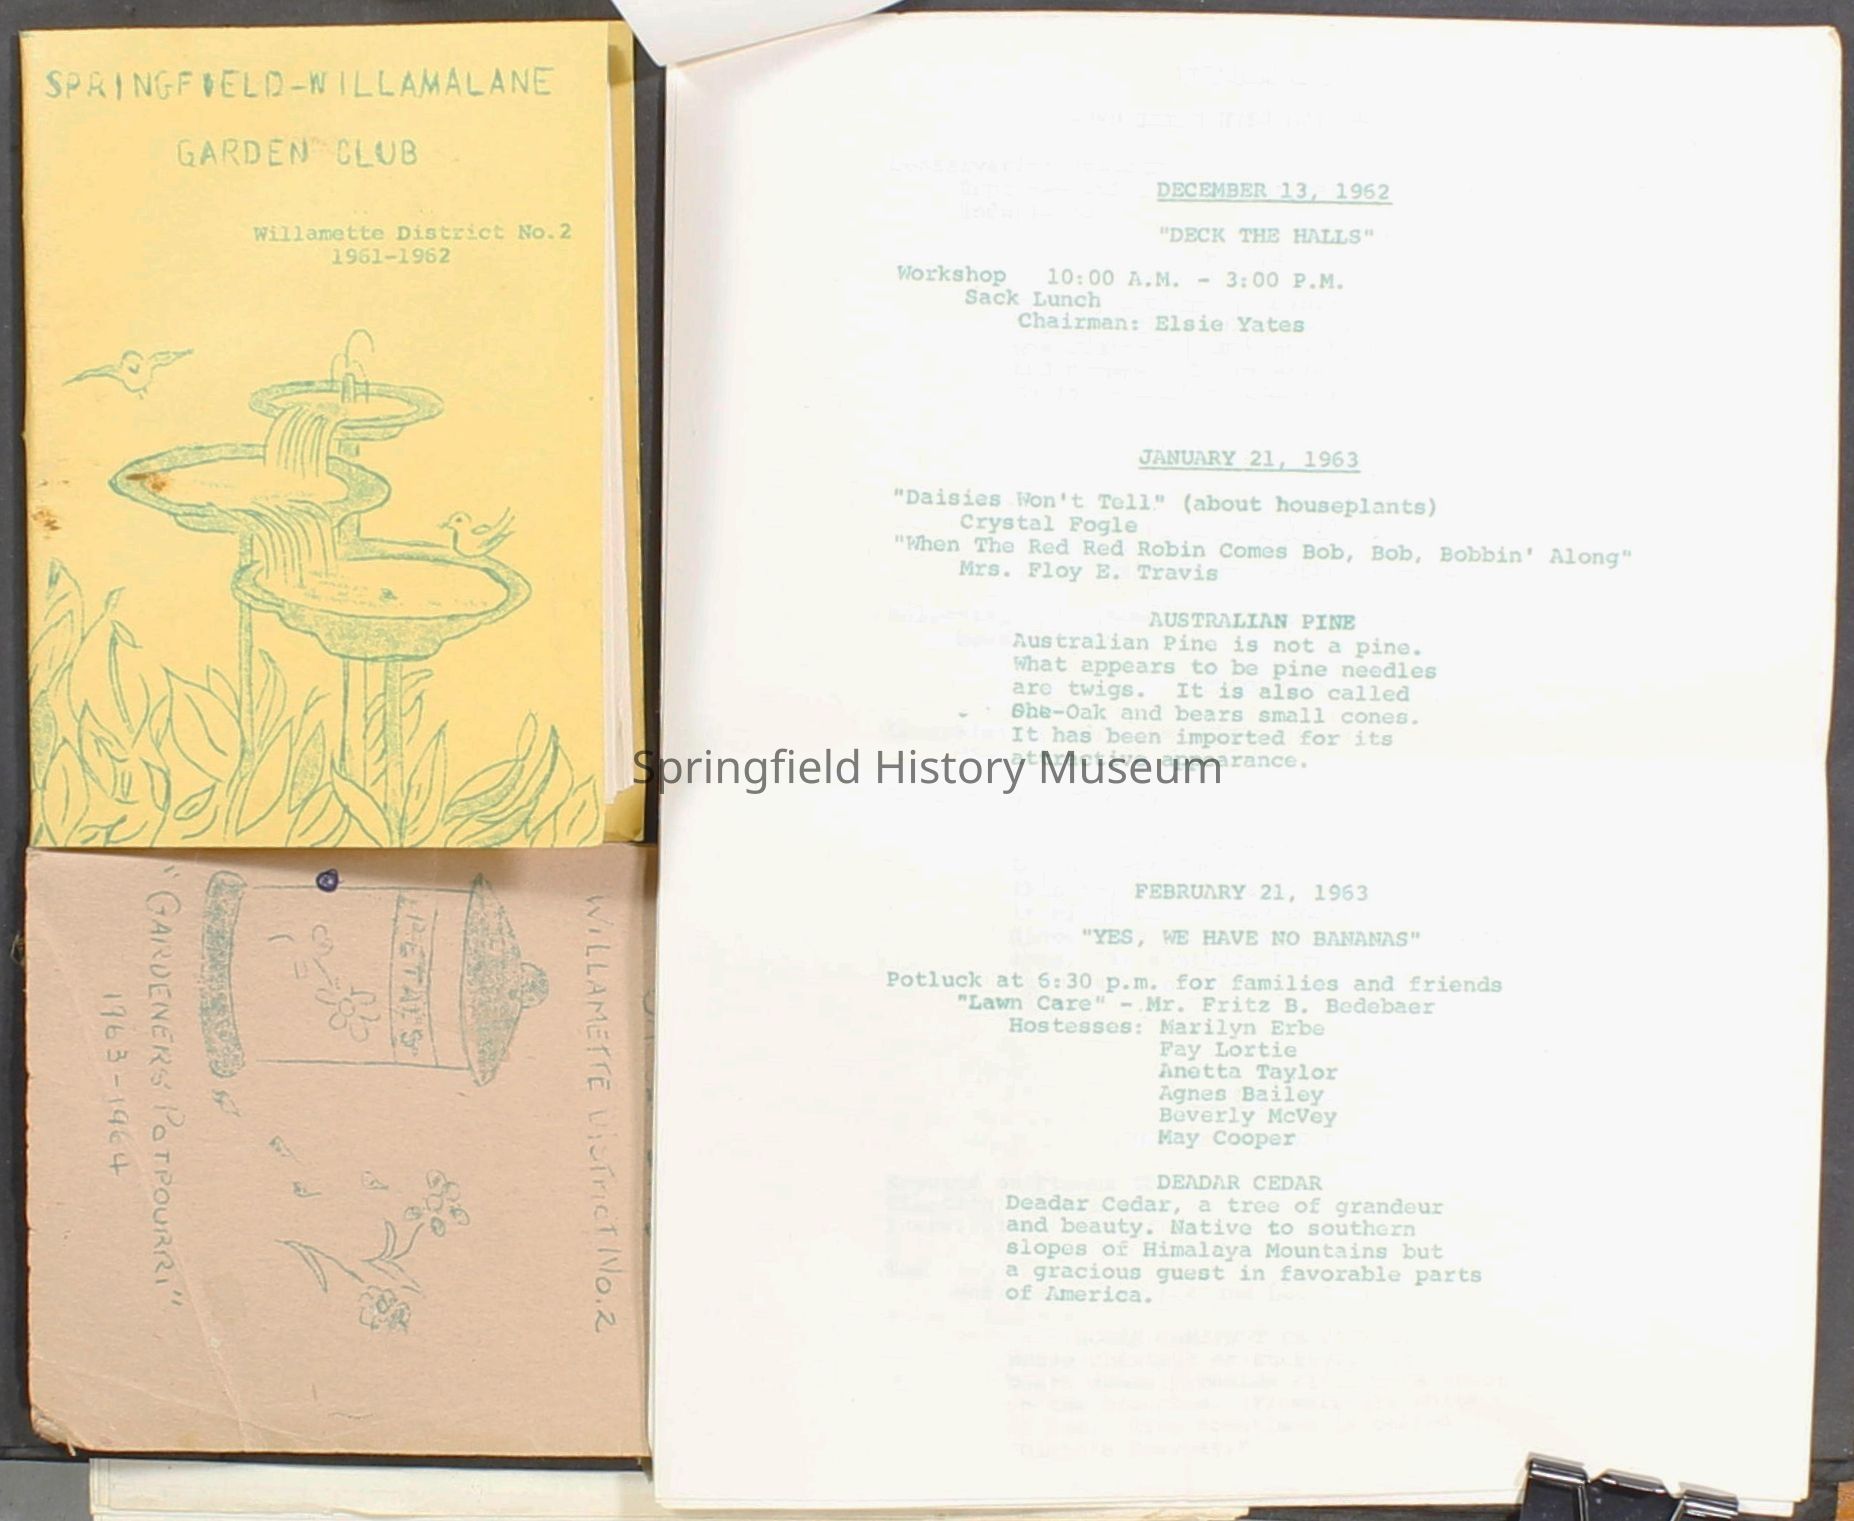 SPRINGFIELD-WILLAMALANE
GARDEN CLUB
Willamette District No.2
1961-1962
WILLAMETTE DISTRICT NO.2
PETALS
"GARDENERS' POTPOURRI"
1963-1964
DECEMBER 13, 1962
"DECK THE HALLS"
Workshop 10:00 A.M. - 3:00 P.M.
Sack Lunch
Chairman: Elsie Yates
JANUARY 21, 1963
"Daisies Won't Tell" (about houseplants)
Crystal Fogle
"When The Red Red Robin Comes Bob, Bob, Bobbin' Along"
Mrs. Floy E. Travis
AUSTRALIAN PINE
Australian Pine is not a pine.
What appears to be pine needles
are twigs. It is also called
She-Oak and bears small cones.
It has been imported for its
attractive appearance.
Springfield History Museum
FEBRUARY 21, 1963
"YES, WE HAVE NO BANANAS"
Potluck at 6:30 p.m. for families and friends
"Lawn Care" - Mr. Fritz B. Bedebaer
Hostesses: Marilyn Erbe
Fay Lortie
Anetta Taylor
Agnes Bailey
Beverly McVey
May Cooper
DEADAR CEDAR
Deadar Cedar, a tree of grandeur
and beauty. Native to southern
slopes of Himalaya Mountains but
a gracious guest in favorable parts
of America.